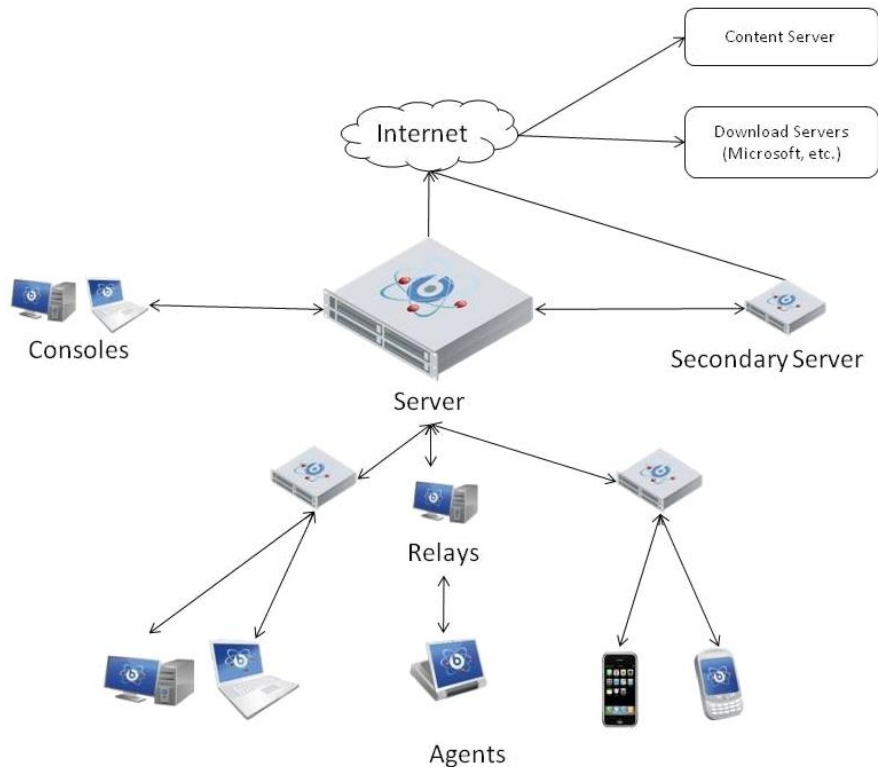 Content Server
Internet
Download Servers
(Microsoft, etc.)
Consoles
Secondary Server
Server
Relays
Agents